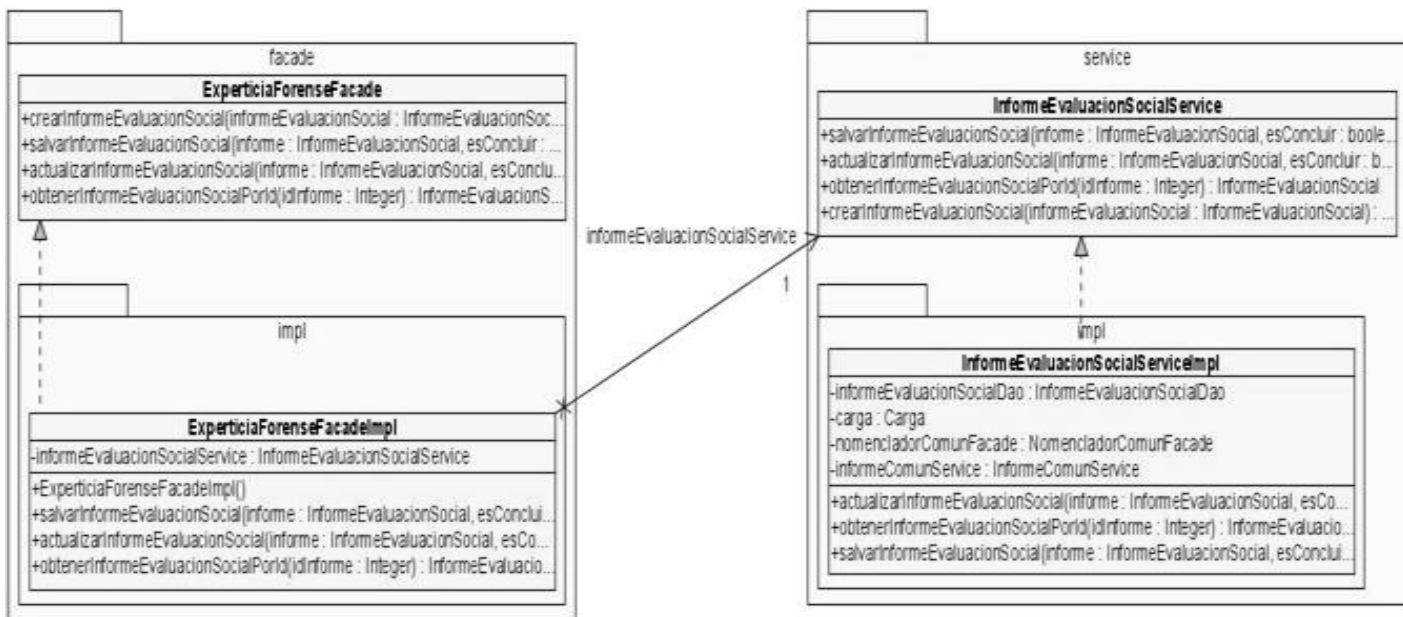 facade
ExperticiaForenseFacade
+crearInformeEvaluacionSocial(informeEvaluacionSocial : InformeEvaluacionSoc...
+salvarInformeEvaluacionSocial(informe : InformeEvaluacionSocial, esConcluir : ...
+actualizarInformeEvaluacionSocial(informe : InformeEvaluacionSocial, esConclu...
+obtenerInformeEvaluacionSocialPorId(idInforme : Integer) : InformeEvaluacionS...
impl
ExperticiaForenseFacadeImpl
-informeEvaluacionSocialService : InformeEvaluacionSocialService
+ExperticiaForenseFacadeImpl()
+salvarInformeEvaluacionSocial(informe : InformeEvaluacionSocial, esConclui...
+actualizarInformeEvaluacionSocial(informe : InformeEvaluacionSocial, esCo...
+obtenerInformeEvaluacionSocialPorId(idInforme : Integer) : InformeEvaluacio...
informeEvaluacionSocialService
1
service
InformeEvaluacionSocialService
+salvarInformeEvaluacionSocial(informe : InformeEvaluacionSocial, esConcluir : boole...
+actualizarInformeEvaluacionSocial(informe : InformeEvaluacionSocial, esConcluir : b...
+obtenerInformeEvaluacionSocialPorId(idInforme : Integer) : InformeEvaluacionSocial
+crearInformeEvaluacionSocial(informeEvaluacionSocial : InformeEvaluacionSocial) : ...
impl
InformeEvaluacionSocialServiceImpl
-informeEvaluacionSocialDao : InformeEvaluacionSocialDao
-carga : Carga
-nomencladorComunFacade : NomencladorComunFacade
-informeComunService : InformeComunService
+actualizarInformeEvaluacionSocial(informe : InformeEvaluacionSocial, esCo...
+obtenerInformeEvaluacionSocialPorId(idInforme : Integer) : InformeEvaluacio...
+salvarInformeEvaluacionSocial(informe : InformeEvaluacionSocial, esConclui...